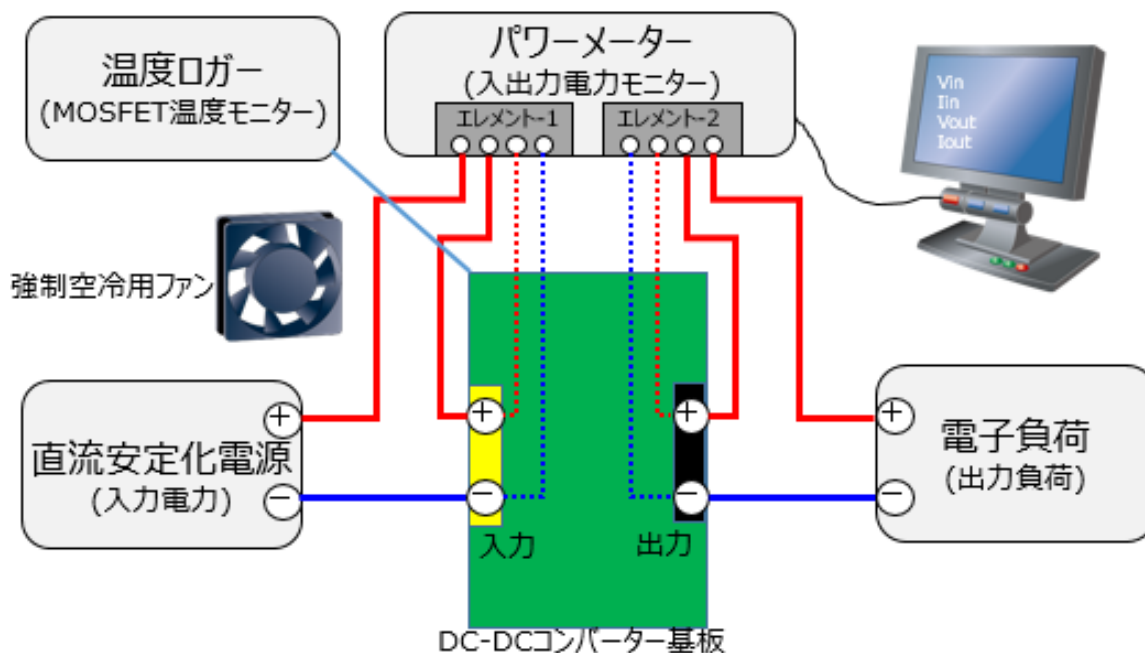 温度ロガー
(MOSFET温度モニター)
パワーメーター
(入出力電力モニター)
エレメント-1
エレメント-2
Vin
Iin
Vout
Iout
強制空冷用ファン
直流安定化電源
(入力電力)
+
−
+
−
入力
+
−
出力
DC-DCコンバーター基板
+
−
電子負荷
(出力負荷)